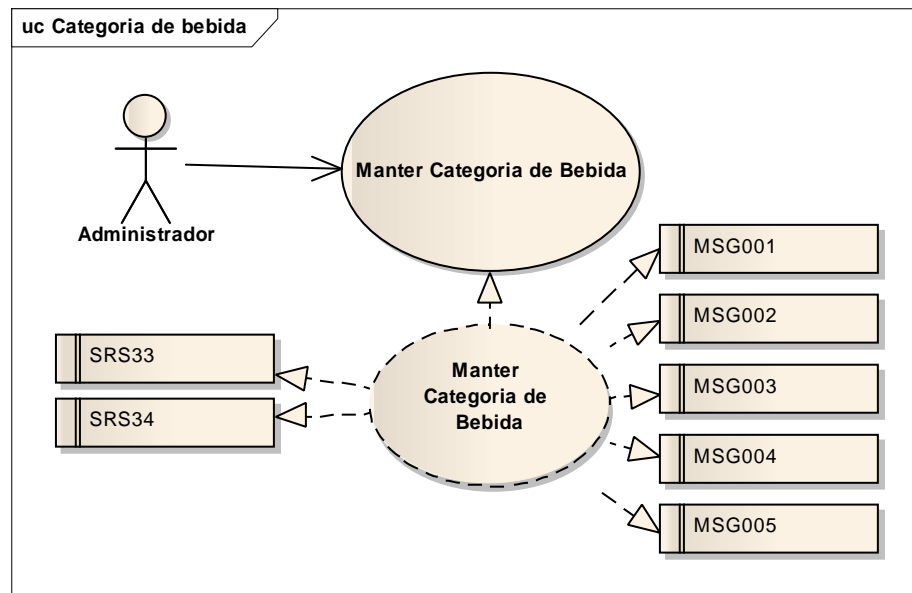 uc Categoria de bebida
Manter Categoria de Bebida
Administrador
MSG001
MSG002
SRS33
Manter
Categoria de
Bebida
MSG003
SRS34
MSG004
MSG005